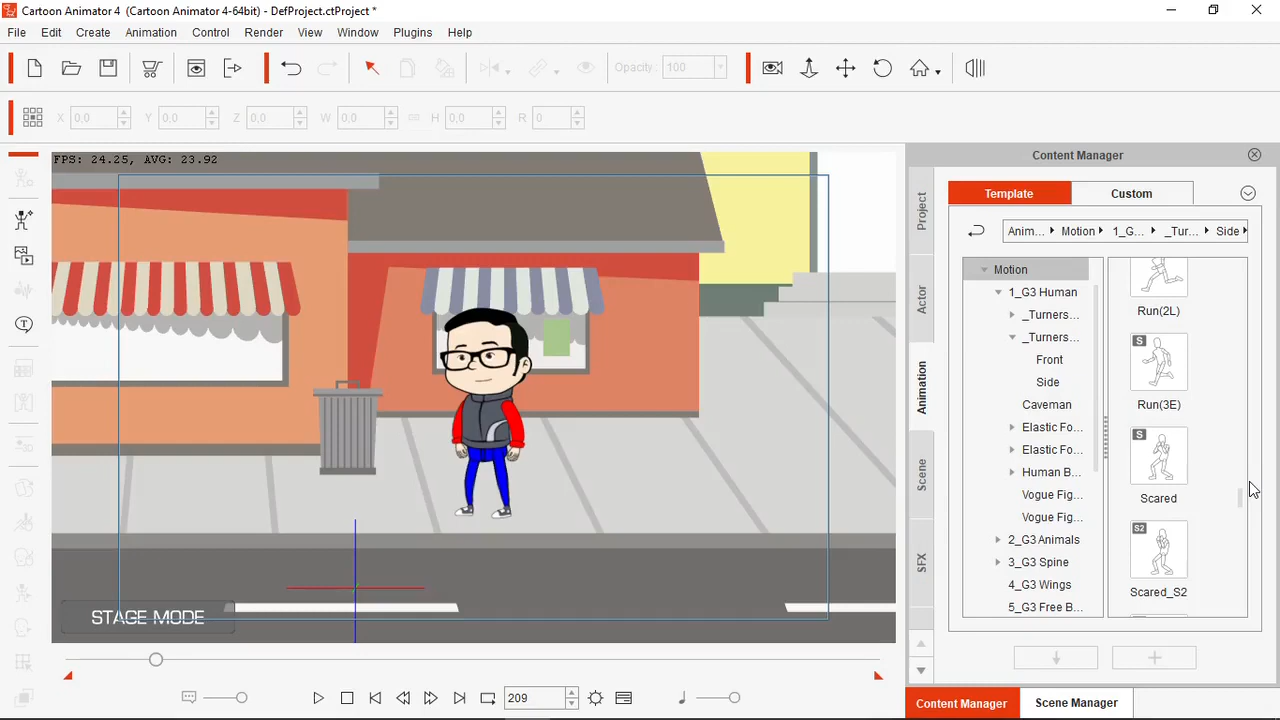 Cartoon Animator 4 (Cartoon Animator 4-64bit) - DefProject.ctProject *
File Edit Create Animation Control Render View Window Plugins Help
Opacity : 100
X 0,0 Y 0,0 Z 0,0 W 0,0 H 0,0 R 0
FPS: 24.25, AVG: 23.92
STAGE MODE
209
Content Manager
Project
Actor
Animation
Scene
SFX
Template Custom
Anim... Motion 1_G... _Tur... Side
Motion
1_G3 Human
_Turners...
_Turners...
Front
Side
Caveman
Elastic Fo...
Elastic Fo...
Human B...
Vogue Fig...
Vogue Fig...
2_G3 Animals
3_G3 Spine
4_G3 Wings
5_G3 Free B...
Run(2L)
S
Run(3E)
S
Scared
S2
Scared_S2
Content Manager Scene Manager